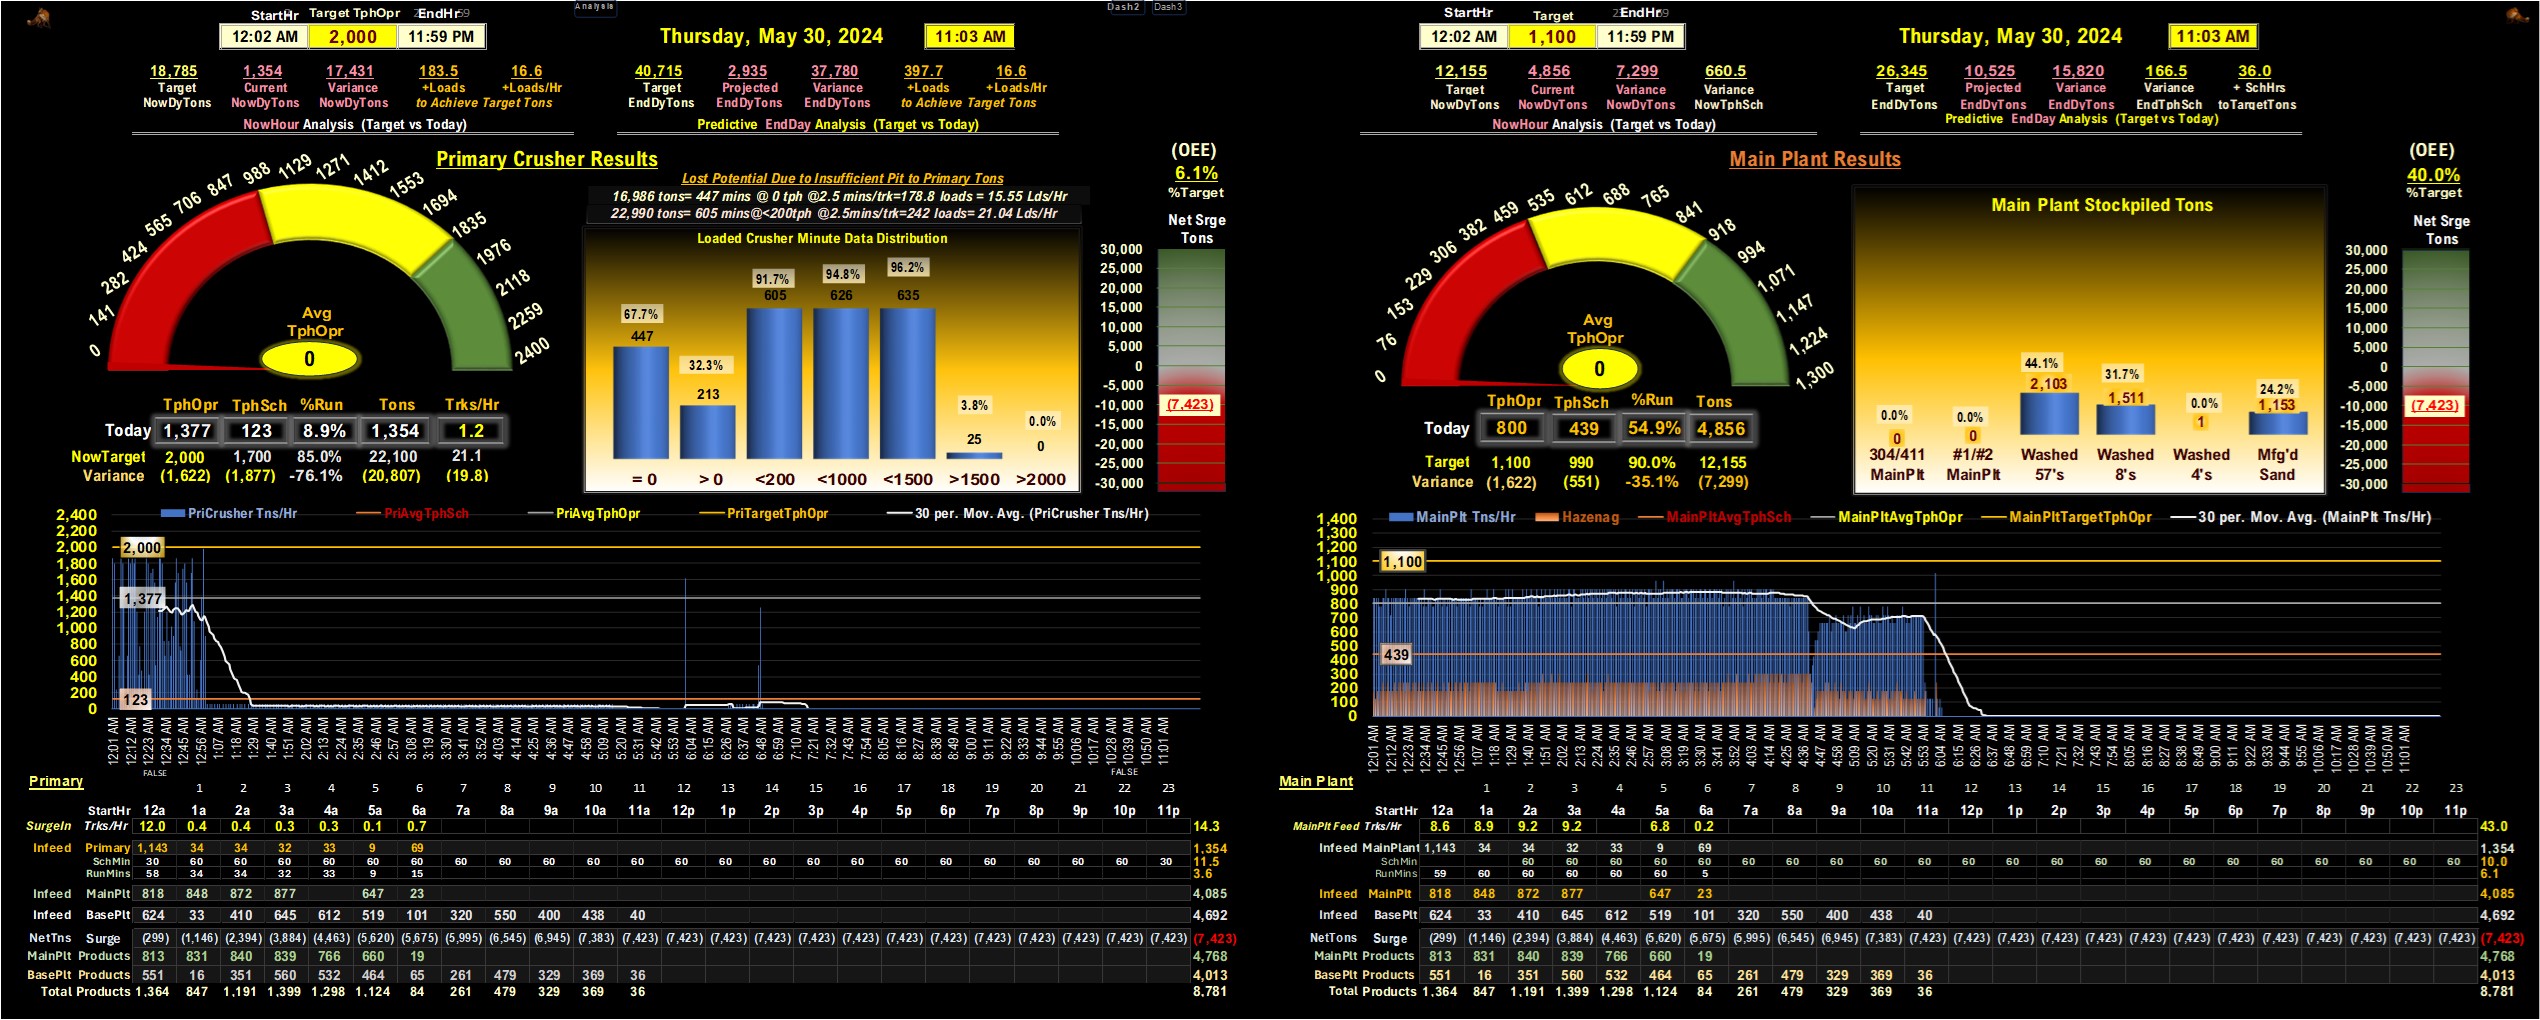 Analysis
Dash2 Dash3
StartHr Target TphOpr EndHr
12:02 AM 2,000 11:59 PM
Thursday, May 30, 2024 11:03 AM
18,785 1,354 17,431 183.5 16.6
Target Current Variance +Loads +Loads/Hr
NowDyTons NowDyTons NowDyTons to Achieve Target Tons
NowHour Analysis (Target vs Today)
40,715 2,935 37,780 397.7 16.6
Target Projected Variance +Loads +Loads/Hr
EndDyTons EndDyTons EndDyTons to Achieve Target Tons
Predictive EndDay Analysis (Target vs Today)
Primary Crusher Results
(OEE)
6.1%
%Target
Lost Potential Due to Insufficient Pit to Primary Tons
16,986 tons= 447 mins @ 0 tph @2.5 mins/trk=178.8 loads = 15.55 Lds/Hr
22,990 tons= 605 mins@<200tph @2.5mins/trk=242 loads= 21.04 Lds/Hr
0 141 282 424 565 706 847 988 1129 1271 1412 1553 1694 1835 1976 2118 2259 2400
Avg
TphOpr
0
Loaded Crusher Minute Data Distribution
67.7% 32.3% 91.7% 94.8% 96.2% 3.8% 0.0%
447 213 605 626 635 25 0
= 0 > 0 <200 <1000 <1500 >1500 >2000
Net Srge
Tons
30,000
25,000
20,000
15,000
10,000
5,000
0
-5,000
-10,000
(7,423)
-15,000
-20,000
-25,000
-30,000
TphOpr TphSch %Run Tons Trks/Hr
Today 1,377 123 8.9% 1,354 1.2
NowTarget 2,000 1,700 85.0% 22,100 21.1
Variance (1,622) (1,877) -76.1% (20,807) (19.8)
PriCrusher Tns/Hr PriAvgTphSch PriAvgTphOpr PriTargetTphOpr 30 per. Mov. Avg. (PriCrusher Tns/Hr)
2,400
2,200
2,000
1,800
1,600
1,400
1,200
1,000
800
600
400
200
0
2,000
1,377
123
12:01 AM 12:12 AM 12:23 AM 12:34 AM 12:45 AM 12:56 AM 1:07 AM 1:18 AM 1:29 AM 1:40 AM 1:51 AM 2:02 AM 2:13 AM 2:24 AM 2:35 AM 2:46 AM 2:57 AM 3:08 AM 3:19 AM 3:30 AM 3:41 AM 3:52 AM 4:03 AM 4:14 AM 4:25 AM 4:36 AM 4:47 AM 4:58 AM 5:09 AM 5:20 AM 5:31 AM 5:42 AM 5:53 AM 6:04 AM 6:15 AM 6:26 AM 6:37 AM 6:48 AM 6:59 AM 7:10 AM 7:21 AM 7:32 AM 7:43 AM 7:54 AM 8:05 AM 8:16 AM 8:27 AM 8:38 AM 8:49 AM 9:00 AM 9:11 AM 9:22 AM 9:33 AM 9:44 AM 9:55 AM 10:06 AM 10:17 AM 10:28 AM 10:39 AM 10:50 AM 11:01 AM
FALSE FALSE
Primary
1 2 3 4 5 6 7 8 9 10 11 12 13 14 15 16 17 18 19 20 21 22 23
StartHr 12a 1a 2a 3a 4a 5a 6a 7a 8a 9a 10a 11a 12p 1p 2p 3p 4p 5p 6p 7p 8p 9p 10p 11p
SurgeIn Trks/Hr 12.0 0.4 0.4 0.3 0.3 0.1 0.7 14.3
Infeed Primary 1,143 34 34 32 33 9 69 1,354
SchMin 30 60 60 60 60 60 60 60 60 60 60 60 60 60 60 60 60 60 60 60 60 60 60 30 11.5
RunMins 58 34 34 32 33 9 15 3.6
Infeed MainPlt 818 848 872 877 647 23 4,085
Infeed BasePlt 624 33 410 645 612 519 101 320 550 400 438 40 4,692
NetTns Surge (299) (1,146) (2,394) (3,884) (4,463) (5,620) (5,675) (5,995) (6,545) (6,945) (7,383) (7,423) (7,423) (7,423) (7,423) (7,423) (7,423) (7,423) (7,423) (7,423) (7,423) (7,423) (7,423) (7,423) (7,423)
MainPlt Products 813 831 840 839 766 660 19 4,768
BasePlt Products 551 16 351 560 532 464 65 261 479 329 369 36 4,013
Total Products 1,364 847 1,191 1,399 1,298 1,124 84 261 479 329 369 36 8,781
StartHr Target EndHr
12:02 AM 1,100 11:59 PM
Thursday, May 30, 2024 11:03 AM
12,155 4,856 7,299 660.5
Target Current Variance Variance
NowDyTons NowDyTons NowDyTons NowTphSch
NowHour Analysis (Target vs Today)
26,345 10,525 15,820 166.5 36.0
Target Projected Variance Variance + SchHrs
EndDyTons EndDyTons EndDyTons EndTphSch toTargetTons
Predictive EndDay Analysis (Target vs Today)
Main Plant Results
(OEE)
40.0%
%Target
0 76 153 229 306 382 459 535 612 688 765 841 918 994 1,071 1,147 1,224 1,300
Avg
TphOpr
0
Main Plant Stockpiled Tons
0.0% 0.0% 44.1% 31.7% 0.0% 24.2%
0 0 2,103 1,511 1 1,153
304/411 #1/#2 Washed Washed Washed Mfg'd
MainPlt MainPlt 57's 8's 4's Sand
Net Srge
Tons
30,000
25,000
20,000
15,000
10,000
5,000
0
-5,000
-10,000
(7,423)
-15,000
-20,000
-25,000
-30,000
TphOpr TphSch %Run Tons
Today 800 439 54.9% 4,856
Target 1,100 990 90.0% 12,155
Variance (1,622) (551) -35.1% (7,299)
MainPlt Tns/Hr Hazenag MainPltAvgTphSch MainPltAvgTphOpr MainPltTargetTphOpr 30 per. Mov. Avg. (MainPlt Tns/Hr)
1,400
1,300
1,200
1,100
1,000
900
800
700
600
500
400
300
200
100
0
1,100
439
12:01 AM 12:12 AM 12:23 AM 12:34 AM 12:45 AM 12:56 AM 1:07 AM 1:18 AM 1:29 AM 1:40 AM 1:51 AM 2:02 AM 2:13 AM 2:24 AM 2:35 AM 2:46 AM 2:57 AM 3:08 AM 3:19 AM 3:30 AM 3:41 AM 3:52 AM 4:03 AM 4:14 AM 4:25 AM 4:36 AM 4:47 AM 4:58 AM 5:09 AM 5:20 AM 5:31 AM 5:42 AM 5:53 AM 6:04 AM 6:15 AM 6:26 AM 6:37 AM 6:48 AM 6:59 AM 7:10 AM 7:21 AM 7:32 AM 7:43 AM 7:54 AM 8:05 AM 8:16 AM 8:27 AM 8:38 AM 8:49 AM 9:00 AM 9:11 AM 9:22 AM 9:33 AM 9:44 AM 9:55 AM 10:06 AM 10:17 AM 10:28 AM 10:39 AM 10:50 AM 11:01 AM
Main Plant
1 2 3 4 5 6 7 8 9 10 11 12 13 14 15 16 17 18 19 20 21 22 23
StartHr 12a 1a 2a 3a 4a 5a 6a 7a 8a 9a 10a 11a 12p 1p 2p 3p 4p 5p 6p 7p 8p 9p 10p 11p
MainPlt Feed Trks/Hr 8.6 8.9 9.2 9.2 6.8 0.2 43.0
Infeed MainPlant 1,143 34 34 32 33 9 69 1,354
SchMin 60 60 60 60 60 60 60 60 60 60 60 60 60 60 60 60 60 60 60 60 60 60 10.0
RunMins 59 60 60 60 60 60 5 6.1
Infeed MainPlt 818 848 872 877 647 23 4,085
Infeed BasePlt 624 33 410 645 612 519 101 320 550 400 438 40 4,692
NetTons Surge (299) (1,146) (2,394) (3,884) (4,463) (5,620) (5,675) (5,995) (6,545) (6,945) (7,383) (7,423) (7,423) (7,423) (7,423) (7,423) (7,423) (7,423) (7,423) (7,423) (7,423) (7,423) (7,423) (7,423) (7,423)
MainPlt Products 813 831 840 839 766 660 19 4,768
BasePlt Products 551 16 351 560 532 464 65 261 479 329 369 36 4,013
Total Products 1,364 847 1,191 1,399 1,298 1,124 84 261 479 329 369 36 8,781